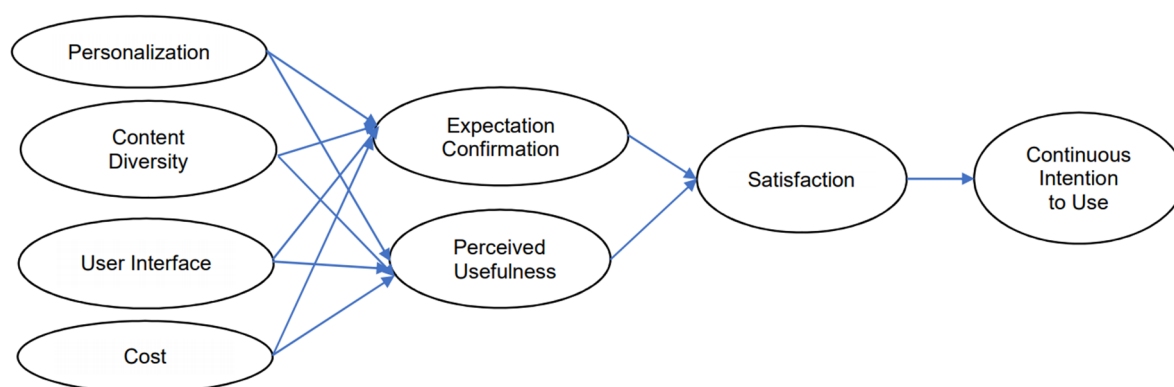 Personalization
Content
Diversity
User Interface
Cost
Expectation
Confirmation
Perceived
Usefulness
Satisfaction
Continuous
Intention
to Use